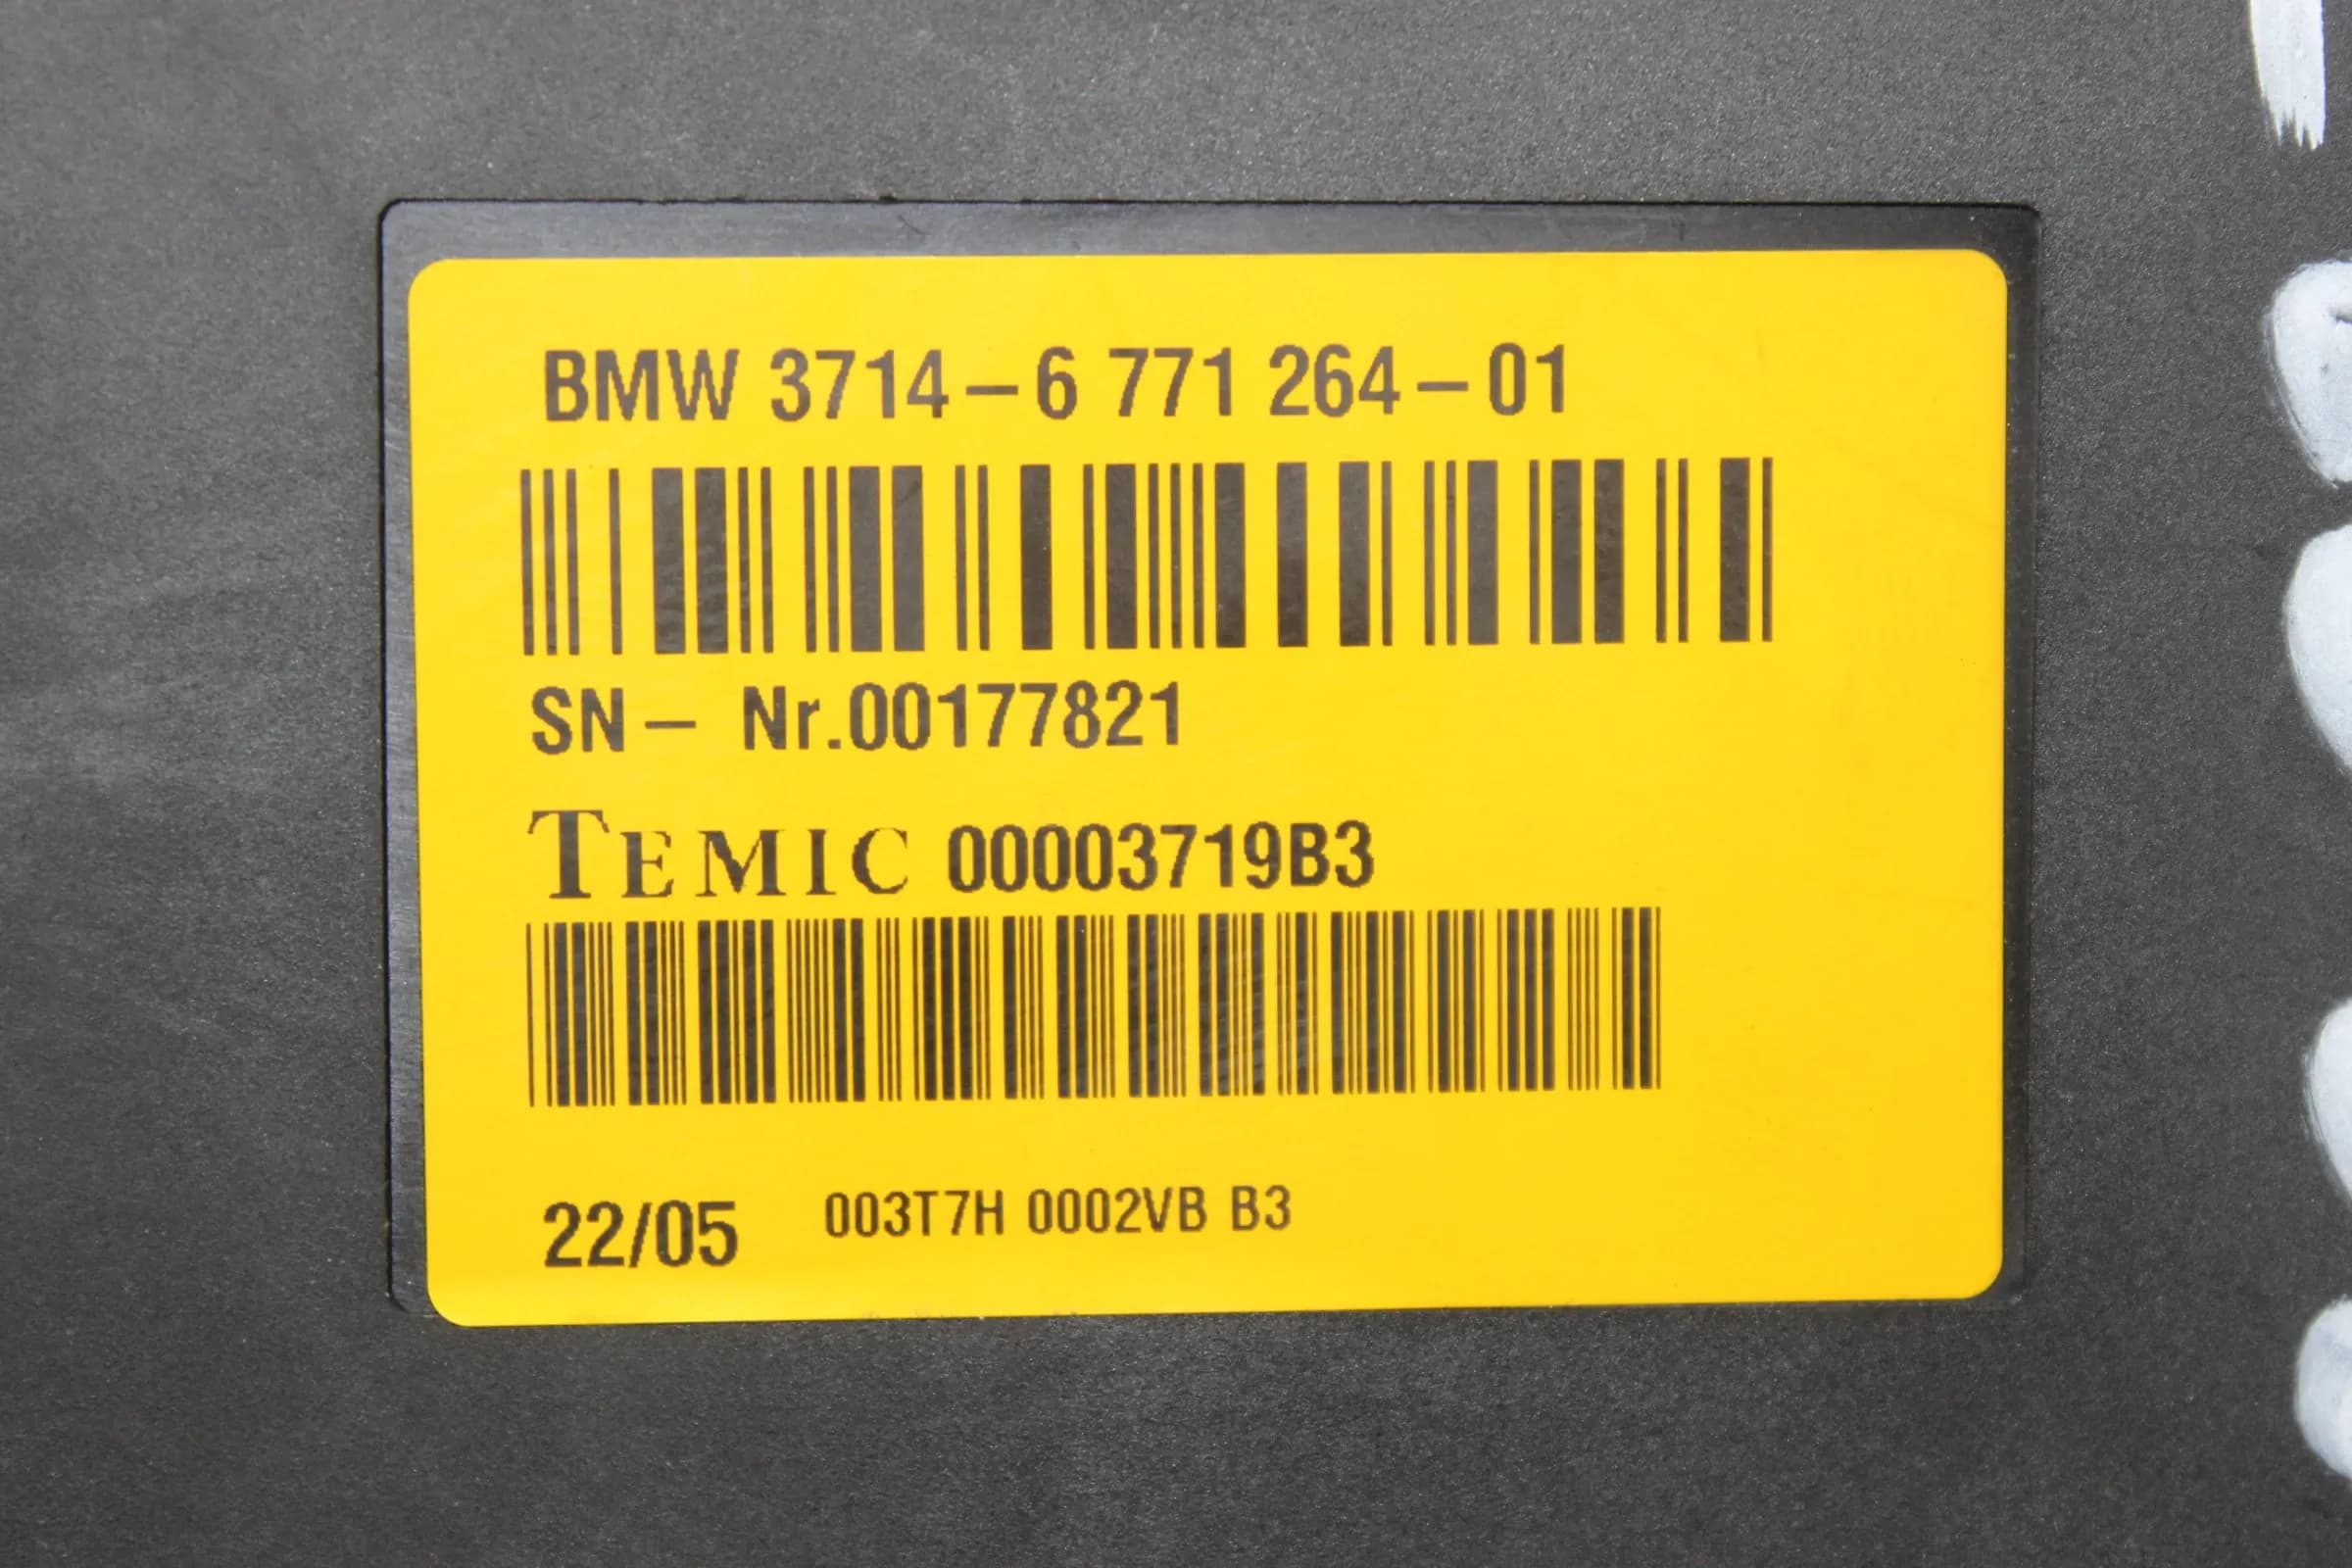 BMW 3714-6 771 264-01
SN- Nr.00177821
TEMIC 00003719B3
22/05 003T7H 0002VB B3